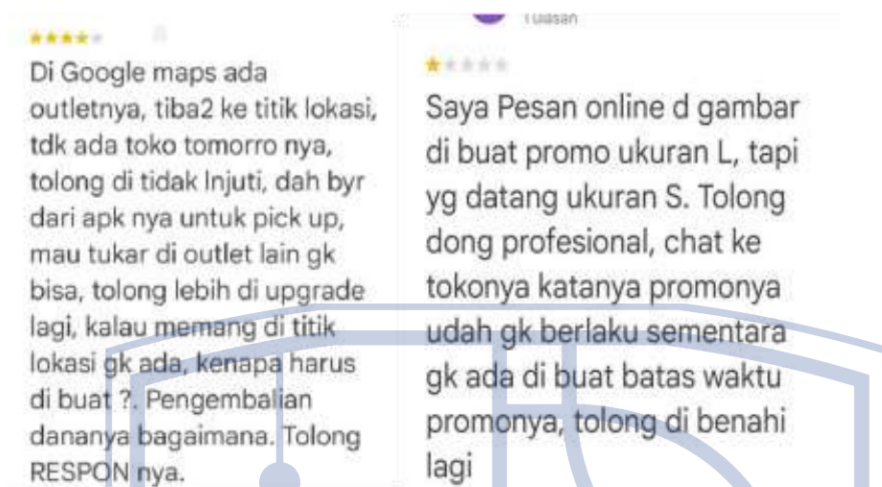 Di Google maps ada
outletnya, tiba2 ke titik lokasi,
tdk ada toko tomorro nya,
tolong di tidak Injuti, dah byr
dari apk nya untuk pick up,
mau tukar di outlet lain gk
bisa, tolong lebih di upgrade
lagi, kalau memang di titik
lokasi gk ada, kenapa harus
di buat ?. Pengembalian
dananya bagaimana. Tolong
RESPON nya.
Saya Pesan online d gambar
di buat promo ukuran L, tapi
yg datang ukuran S. Tolong
dong profesional, chat ke
tokonya katanya promonya
udah gk berlaku sementara
gk ada di buat batas waktu
promonya, tolong di benahi
lagi